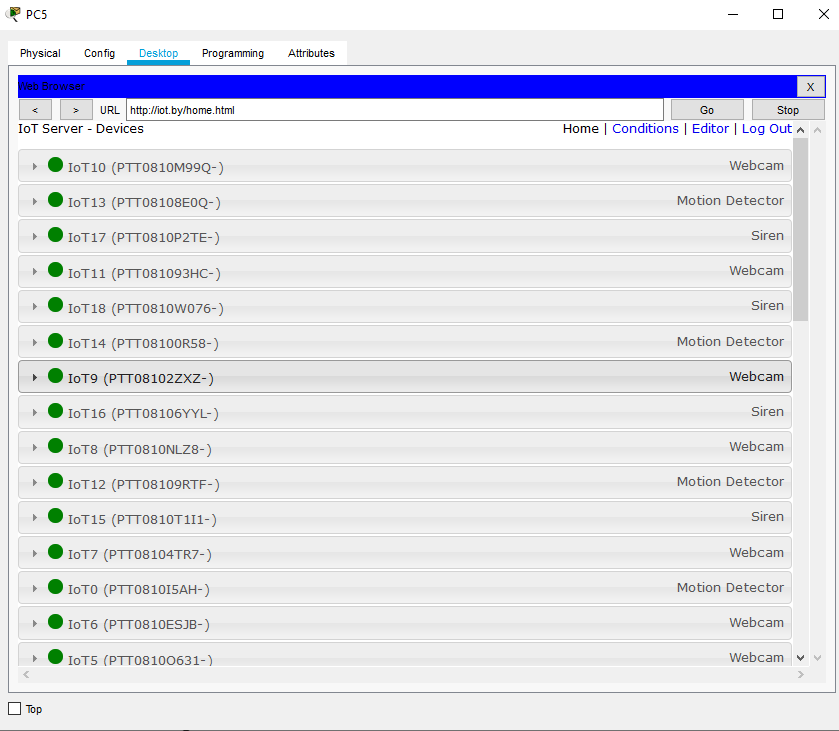 PC5
Physical Config Desktop Programming Attributes
Web Browser X
< > URL http://iot.by/home.html Go Stop
IoT Server - Devices Home | Conditions | Editor | Log Out
IoT10 (PTT0810M99Q-) Webcam
IoT13 (PTT08108E0Q-) Motion Detector
IoT17 (PTT0810P2TE-) Siren
IoT11 (PTT081093HC-) Webcam
IoT18 (PTT0810W076-) Siren
IoT14 (PTT08100R58-) Motion Detector
IoT9 (PTT08102ZXZ-) Webcam
IoT16 (PTT08106YYL-) Siren
IoT8 (PTT0810NLZ8-) Webcam
IoT12 (PTT08109RTF-) Motion Detector
IoT15 (PTT0810T1I1-) Siren
IoT7 (PTT08104TR7-) Webcam
IoT0 (PTT0810I5AH-) Motion Detector
IoT6 (PTT0810ESJB-) Webcam
IoT5 (PTT0810O631-) Webcam
Top